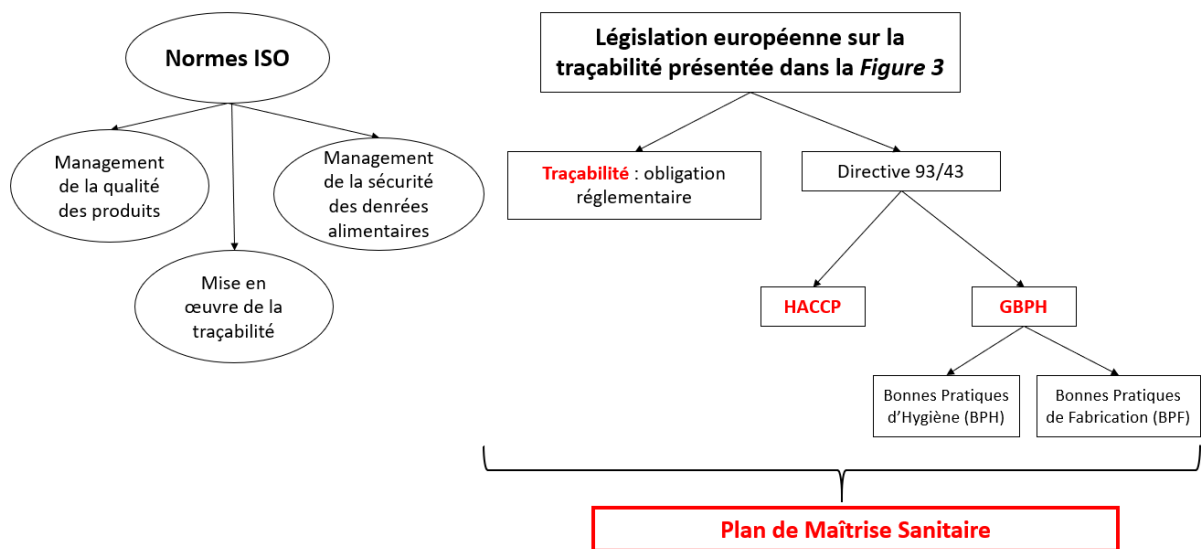 Normes ISO
Management
de la qualité
des produits
Mise en
œuvre de la
traçabilité
Management
de la sécurité
des denrées
alimentaires
Législation européenne sur la
traçabilité présentée dans la Figure 3
Traçabilité : obligation
réglementaire
Directive 93/43
HACCP
GBPH
Bonnes Pratiques
d’Hygiène (BPH)
Bonnes Pratiques
de Fabrication (BPF)
Plan de Maîtrise Sanitaire